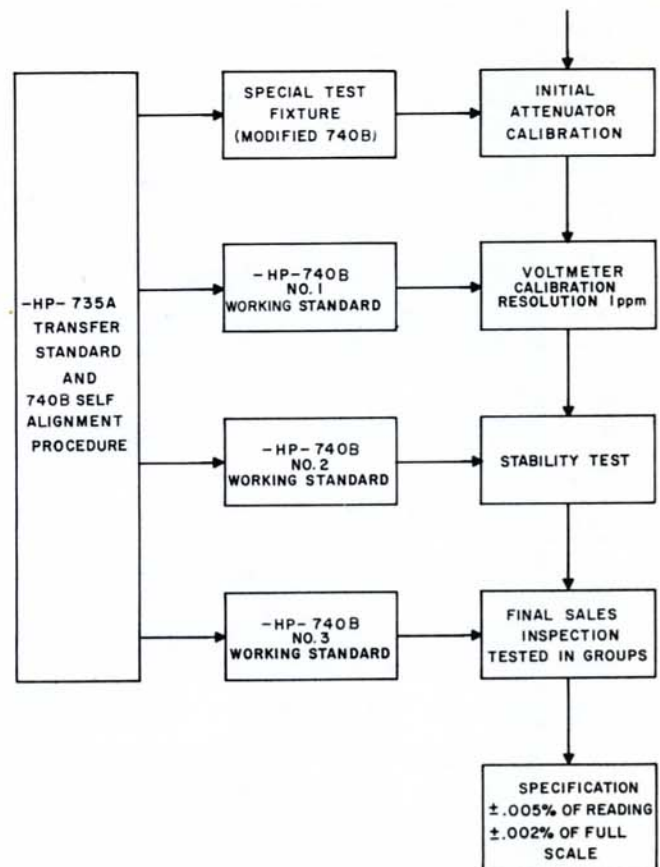 -HP-735A
TRANSFER
STANDARD
AND
740B SELF
ALIGNMENT
PROCEDURE
SPECIAL TEST
FIXTURE
(MODIFIED 740B)
INITIAL
ATTENUATOR
CALIBRATION
-HP-740B
NO.1
WORKING STANDARD
VOLTMETER
CALIBRATION
RESOLUTION 1ppm
-HP-740B
NO.2
WORKING STANDARD
STABILITY TEST
-HP-740B
NO.3
WORKING STANDARD
FINAL SALES
INSPECTION
TESTED IN GROUPS
SPECIFICATION
±.005% OF READING
±.002% OF FULL
SCALE